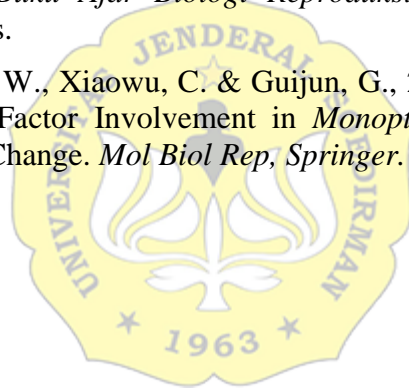 Buku Ajar Biologi Reproduksi
s.
W., Xiaowu, C. & Guijun, G.,
Factor Involvement in Monopt
Change. Mol Biol Rep, Springer.
UNIVERSITAS JENDERAL SOEDIRMAN
1963